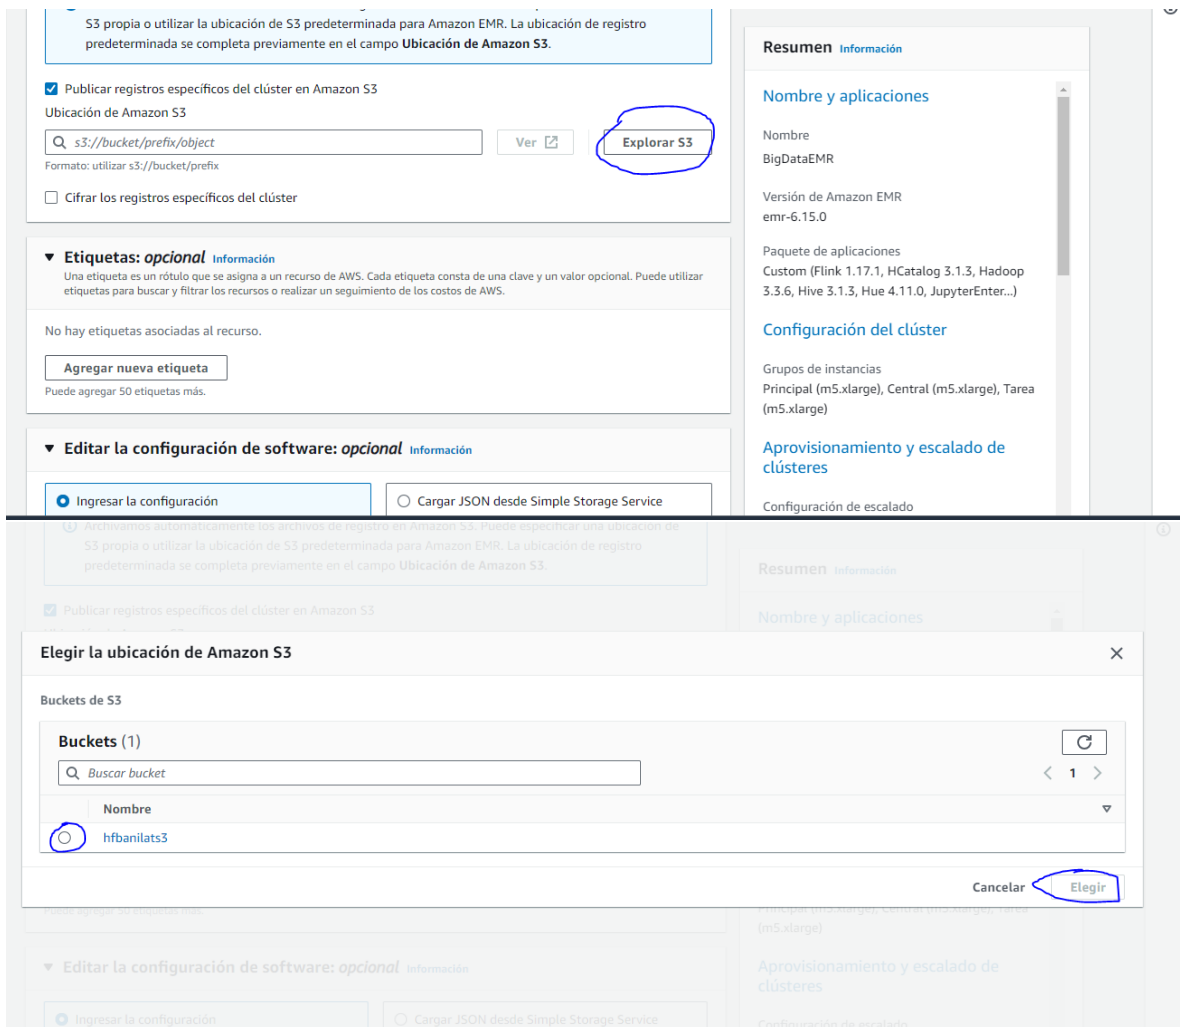 S3 propia o utilizar la ubicación de S3 predeterminada para Amazon EMR. La ubicación de registro
predeterminada se completa previamente en el campo Ubicación de Amazon S3.
Publicar registros específicos del clúster en Amazon S3
Ubicación de Amazon S3
s3://bucket/prefix/object
Ver
Explorar S3
Formato: utilizar s3://bucket/prefix
Cifrar los registros específicos del clúster
Etiquetas: opcional Información
Una etiqueta es un rótulo que se asigna a un recurso de AWS. Cada etiqueta consta de una clave y un valor opcional. Puede utilizar
etiquetas para buscar y filtrar los recursos o realizar un seguimiento de los costos de AWS.
No hay etiquetas asociadas al recurso.
Agregar nueva etiqueta
Puede agregar 50 etiquetas más.
Editar la configuración de software: opcional Información
Ingresar la configuración
Cargar JSON desde Simple Storage Service
Resumen Información
Nombre y aplicaciones
Nombre
BigDataEMR
Versión de Amazon EMR
emr-6.15.0
Paquete de aplicaciones
Custom (Flink 1.17.1, HCatalog 3.1.3, Hadoop
3.3.6, Hive 3.1.3, Hue 4.11.0, JupyterEnter...)
Configuración del clúster
Grupos de instancias
Principal (m5.xlarge), Central (m5.xlarge), Tarea
(m5.xlarge)
Aprovisionamiento y escalado de
clústeres
Configuración de escalado
Archivamos automáticamente los archivos de registro en Amazon S3. Puede especificar una ubicación de
S3 propia o utilizar la ubicación de S3 predeterminada para Amazon EMR. La ubicación de registro
predeterminada se completa previamente en el campo Ubicación de Amazon S3.
Resumen Información
Publicar registros específicos del clúster en Amazon S3
Nombre y aplicaciones
Elegir la ubicación de Amazon S3
Buckets de S3
Buckets (1)
Buscar bucket
1
Nombre
hfbanilats3
Cancelar
Elegir
Puede agregar 50 etiquetas más.
Principal (m5.xlarge), Central (m5.xlarge), Tarea
(m5.xlarge)
Editar la configuración de software: opcional Información
Aprovisionamiento y escalado de
clústeres
Ingresar la configuración
Cargar JSON desde Simple Storage Service
Configuración de escalado